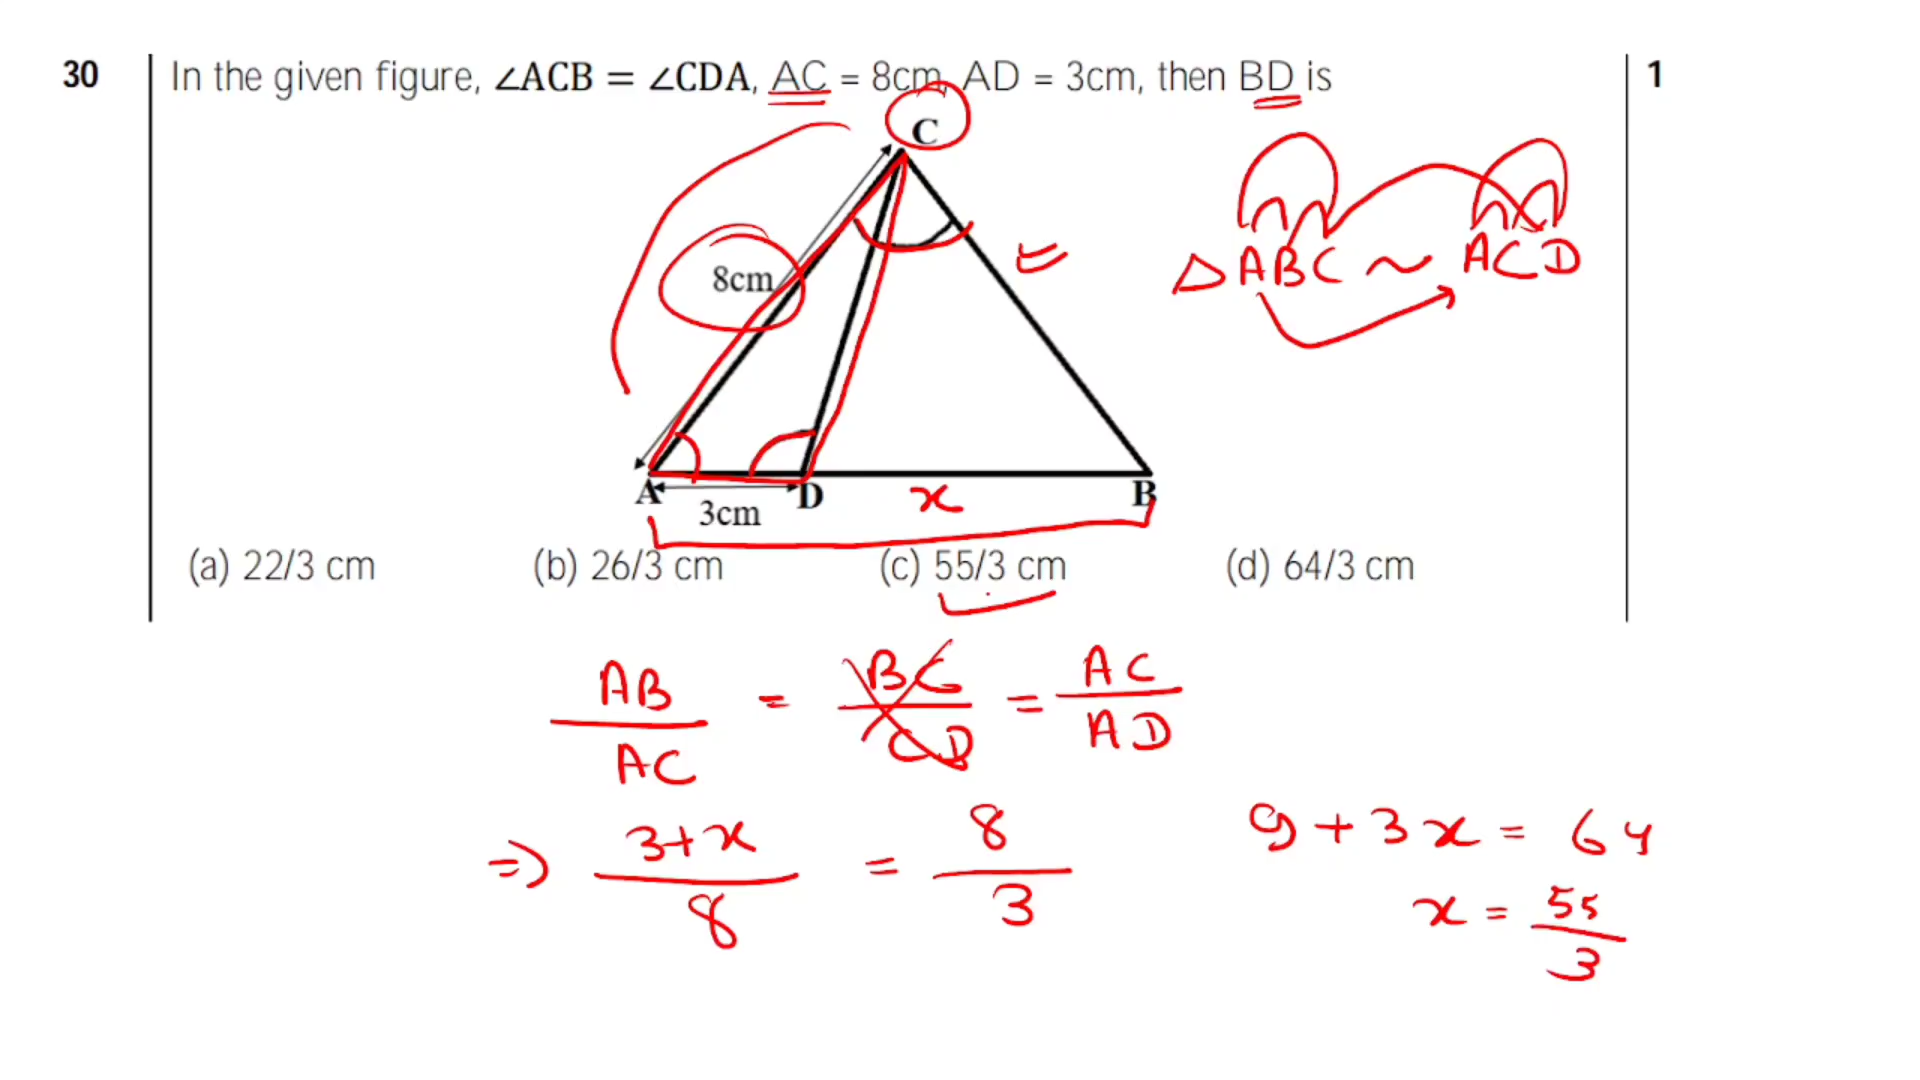 30 In the given figure, ∠ACB = ∠CDA, AC = 8cm, AD = 3cm, then BD is 1
C
8cm
△ABC ~ ACD
A D x B
3cm
(a) 22/3 cm (b) 26/3 cm (c) 55/3 cm (d) 64/3 cm
AB/AC = BC/CD = AC/AD
⇒ 3+x/8 = 8/3
9+3x = 64
x = 55/3